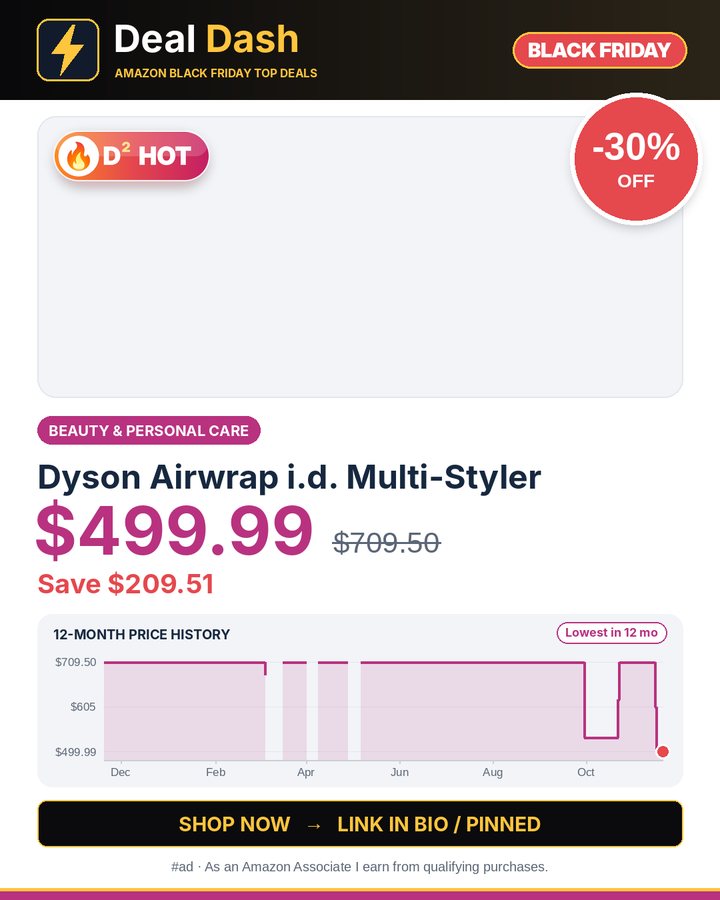 Deal Dash
AMAZON BLACK FRIDAY TOP DEALS
BLACK FRIDAY
-30%
OFF
🔥 D² HOT
BEAUTY & PERSONAL CARE
Dyson Airwrap i.d. Multi-Styler
$499.99 $709.50
Save $209.51
12-MONTH PRICE HISTORY
Lowest in 12 mo
$709.50
$605
$499.99
Dec Feb Apr Jun Aug Oct
SHOP NOW → LINK IN BIO / PINNED
#ad · As an Amazon Associate I earn from qualifying purchases.